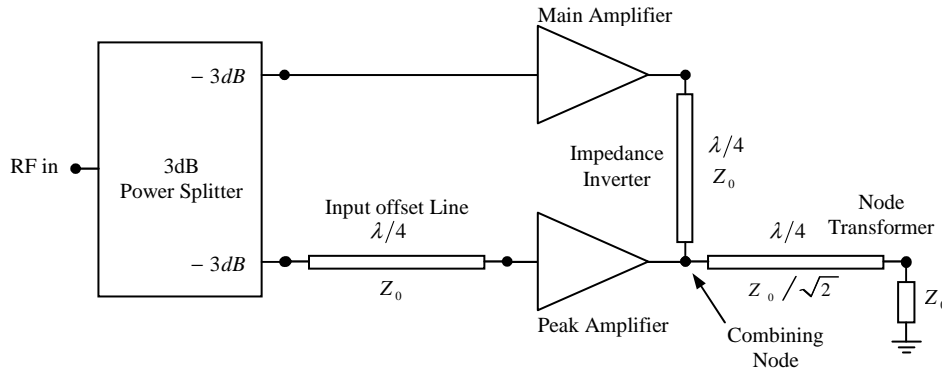 Main Amplifier
− 3dB
RF in
3dB
Power Splitter
Impedance
Inverter
λ/4
Z₀
Input offset Line
λ/4
Node
Transformer
λ/4
− 3dB
Z₀
Z₀ / √2
Z₀
Peak Amplifier
Combining
Node